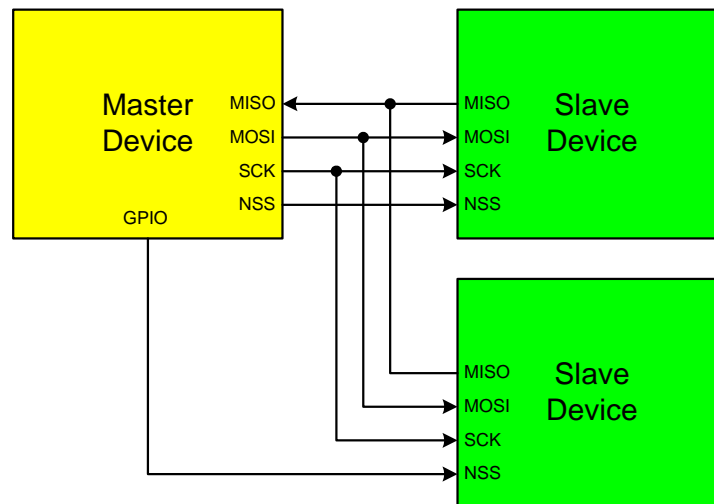 Master
Device
MISO
MOSI
SCK
NSS
GPIO
MISO
MOSI
SCK
NSS
Slave
Device
MISO
MOSI
SCK
NSS
Slave
Device